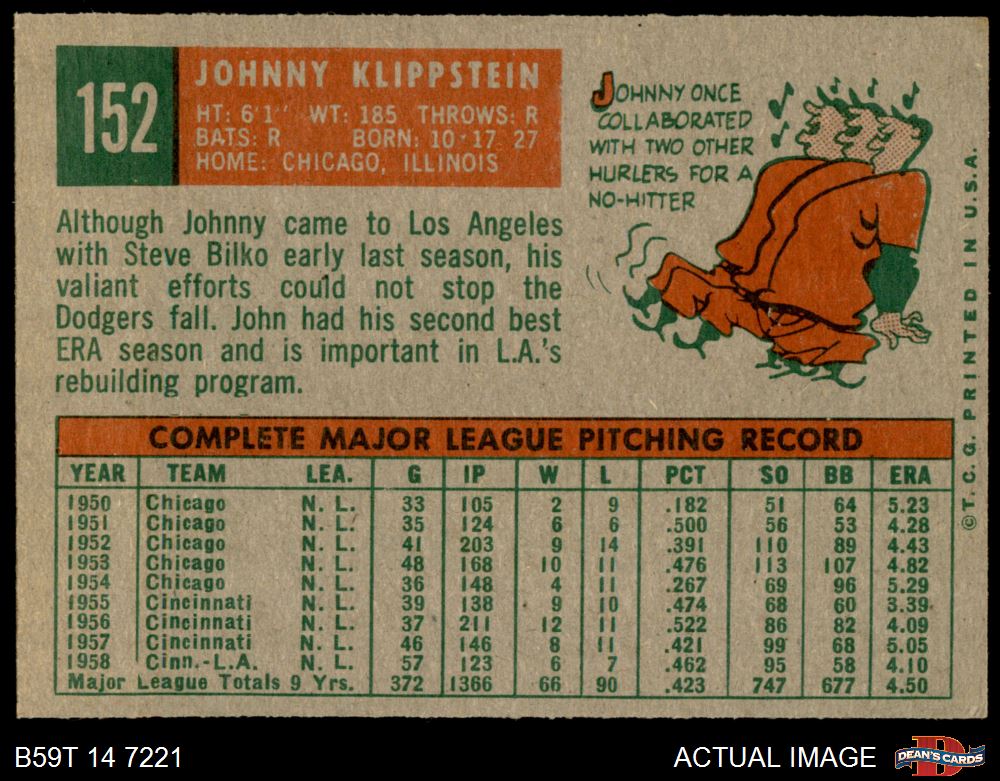 152
JOHNNY KLIPPSTEIN
HT: 6'1" WT: 185 THROWS: R
BATS: R BORN: 10-17 27
HOME: CHICAGO, ILLINOIS
JOHNNY ONCE
COLLABORATED
WITH TWO OTHER
HURLERS FOR A
NO-HITTER
Although Johnny came to Los Angeles
with Steve Bilko early last season, his
valiant efforts could not stop the
Dodgers fall. John had his second best
ERA season and is important in L.A.'s
rebuilding program.
COMPLETE MAJOR LEAGUE PITCHING RECORD
YEAR TEAM LEA. G IP W L PCT SO BB ERA
1950 Chicago N. L. 33 105 2 9 .182 51 64 5.23
1951 Chicago N. L. 35 124 6 6 .500 56 53 4.28
1952 Chicago N. L. 41 203 9 14 .391 110 89 4.43
1953 Chicago N. L. 48 168 10 11 .476 113 107 4.82
1954 Chicago N. L. 36 148 4 11 .267 69 96 5.29
1955 Cincinnati N. L. 39 138 9 10 .474 68 60 3.39
1956 Cincinnati N. L. 37 211 12 11 .522 86 82 4.09
1957 Cincinnati N. L. 46 146 8 11 .421 99 68 5.05
1958 Cinn.-L.A. N. L. 57 123 6 7 .462 95 58 4.10
Major League Totals 9 Yrs. 372 1366 66 90 .423 747 677 4.50
© T. C. G. PRINTED IN U.S.A.
B59T 14 7221
ACTUAL IMAGE
D
DEAN'S CARDS